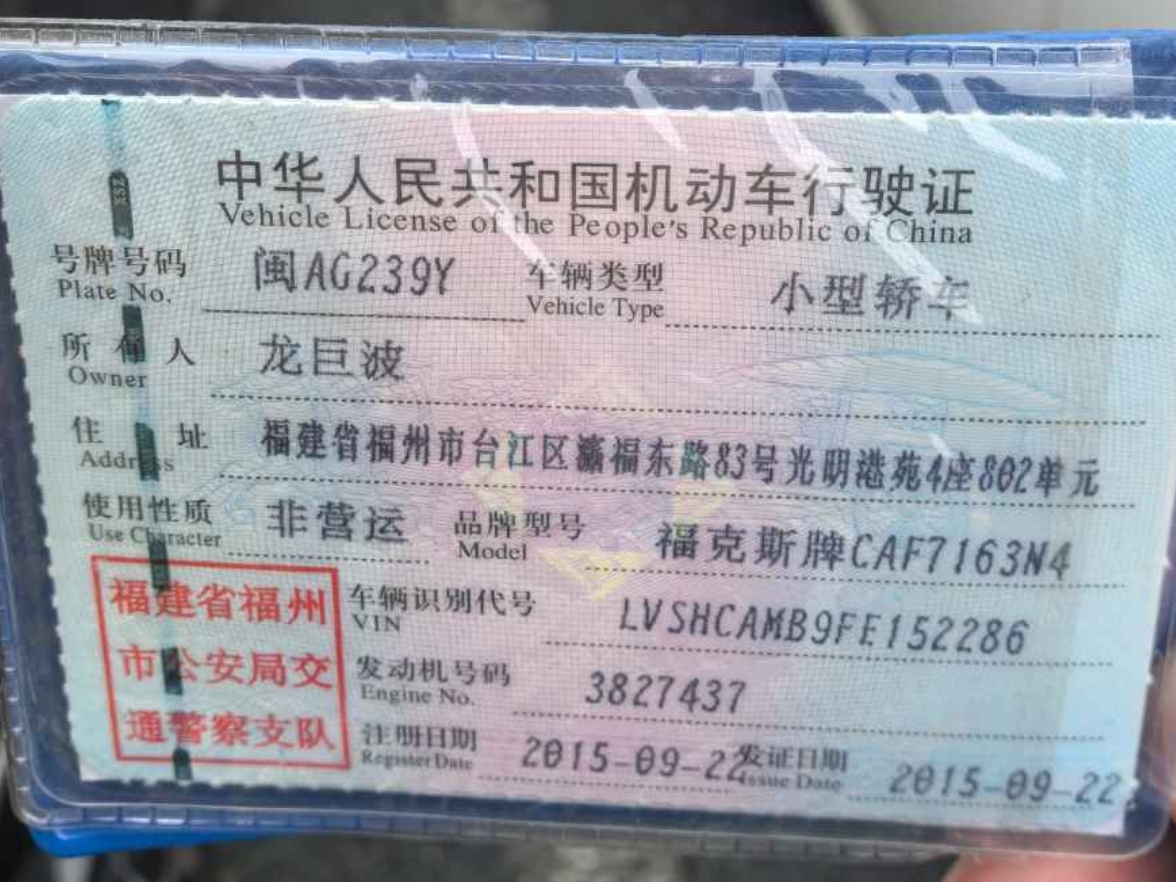 中华人民共和国机动车行驶证
Vehicle License of the People's Republic of China
号牌号码 闽AG239Y 车辆类型 小型轿车
Plate No. Vehicle Type
所有人 龙巨波
Owner
住址 福建省福州市台江区瀛福东路83号光明港苑4座802单元
Address
使用性质 非营运 品牌型号 福克斯牌CAF7163N4
Use Character Model
福建省福州 车辆识别代号 LVSHCAMB9FE152286
VIN
市公安局交 发动机号码 3827437
Engine No.
通警察支队 注册日期 2015-09-22 发证日期 2015-09-22
Register Date Issue Date